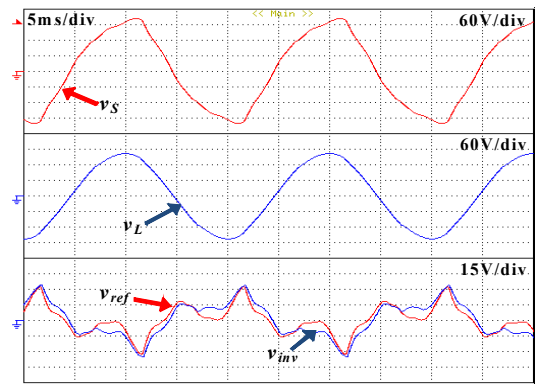 5ms/div
<< Main >>
60V/div
vS
60V/div
vL
15V/div
vref
vinv